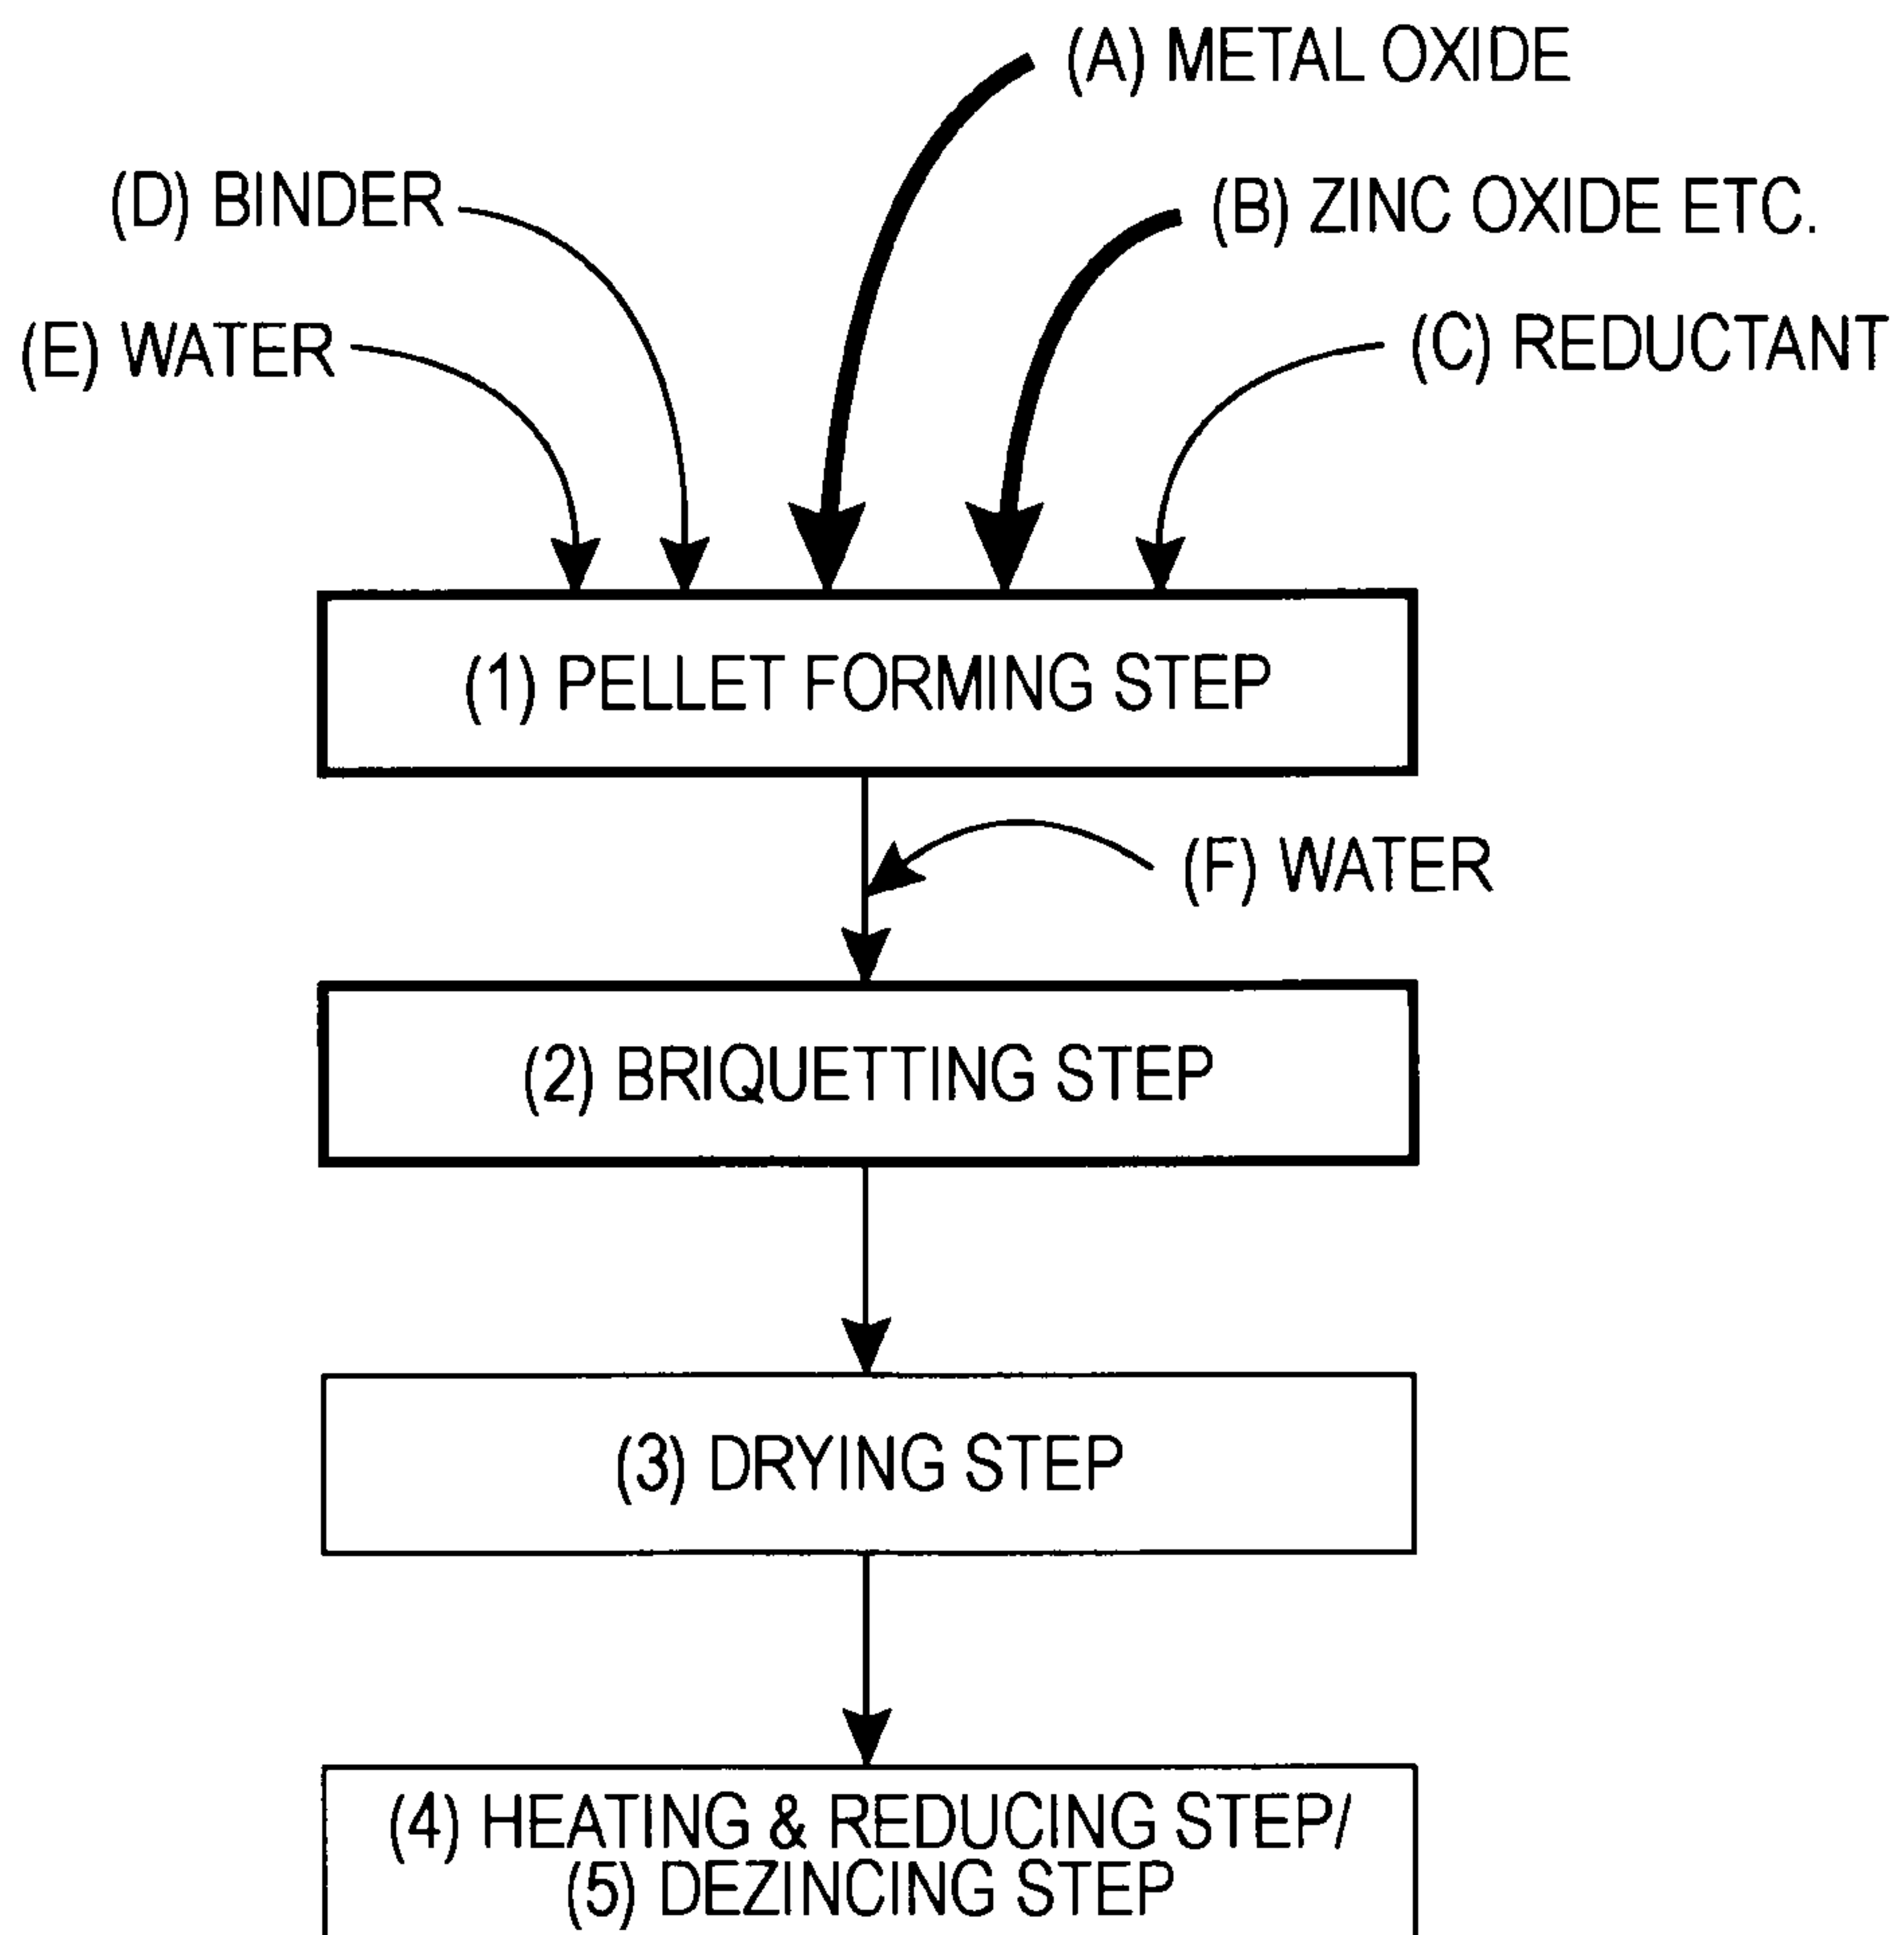 (A) METAL OXIDE
(D) BINDER
(B) ZINC OXIDE ETC.
(E) WATER
(C) REDUCTANT
(1) PELLET FORMING STEP
(F) WATER
(2) BRIQUETTING STEP
(3) DRYING STEP
(4) HEATING & REDUCING STEP/
(5) DEZINCING STEP